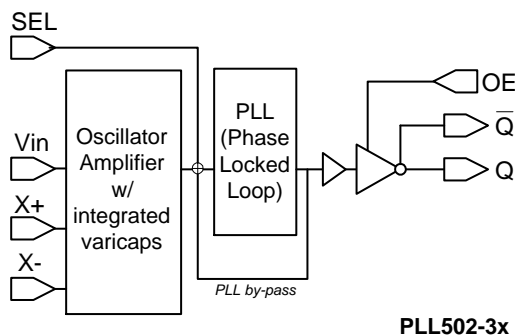 SEL
OE
Q̅
Vin
Oscillator
Amplifier
w/
integrated
varicaps
PLL
(Phase
Locked
Loop)
Q
X+
X-
PLL by-pass
PLL502-3x